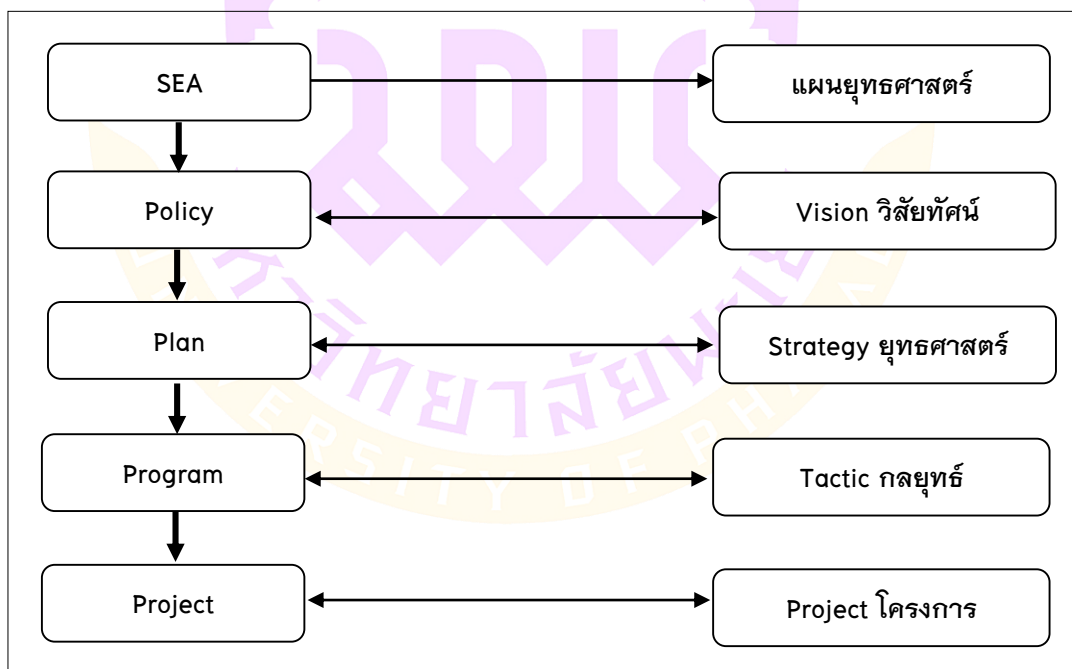 SEA
แผนยุทธศาสตร์
Policy
Vision วิสัยทัศน์
Plan
Strategy ยุทธศาสตร์
Program
Tactic กลยุทธ์
Project
Project โครงการ